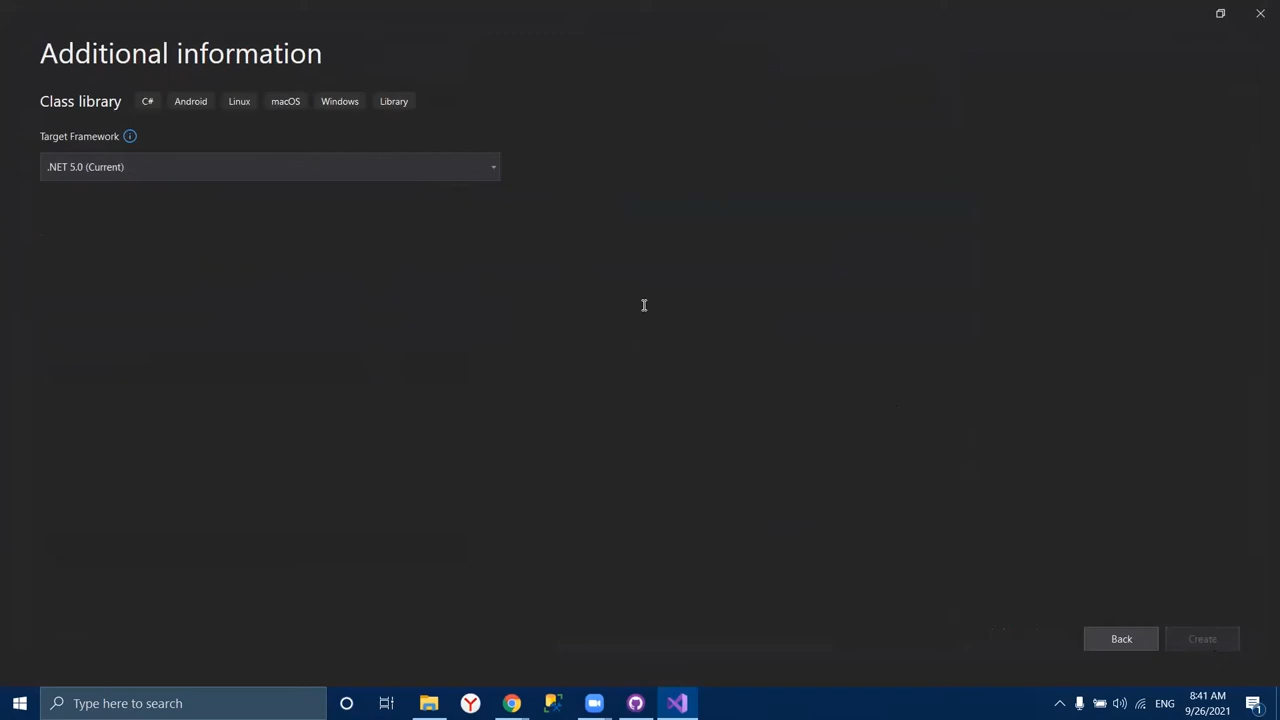 Additional information
Class library C# Android Linux macOS Windows Library
Target Framework
.NET 5.0 (Current)
Back Create
Type here to search
ENG
8:41 AM
9/26/2021
1